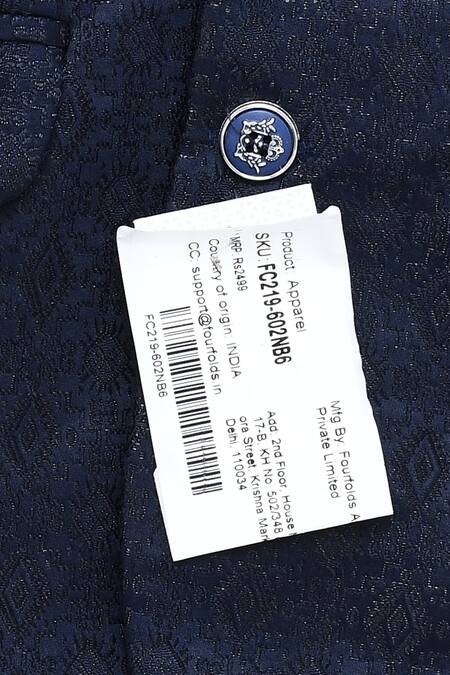 Product: Apparel
SKU: FC219-602NB6
MRP Rs2499
Country of origin INDIA
CC: support@fourfolds.in
FC219-602NB6
Mfg By: Fourfolds A
Private Limited
Add. 2nd Floor, House
17-B, KH No. 502/348
ora Street, Krishna Mar
Delhi, 110034